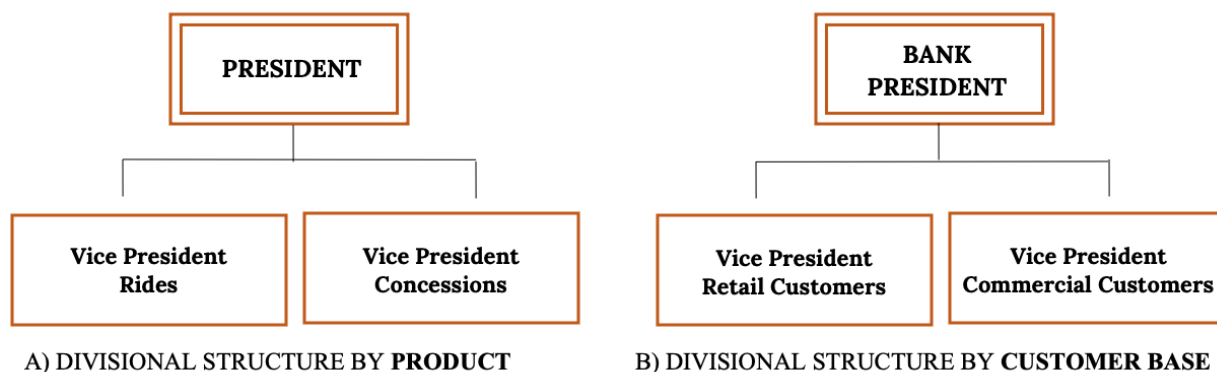 PRESIDENT
Vice President
Rides
Vice President
Concessions
A) DIVISIONAL STRUCTURE BY PRODUCT
BANK
PRESIDENT
Vice President
Retail Customers
Vice President
Commercial Customers
B) DIVISIONAL STRUCTURE BY CUSTOMER BASE